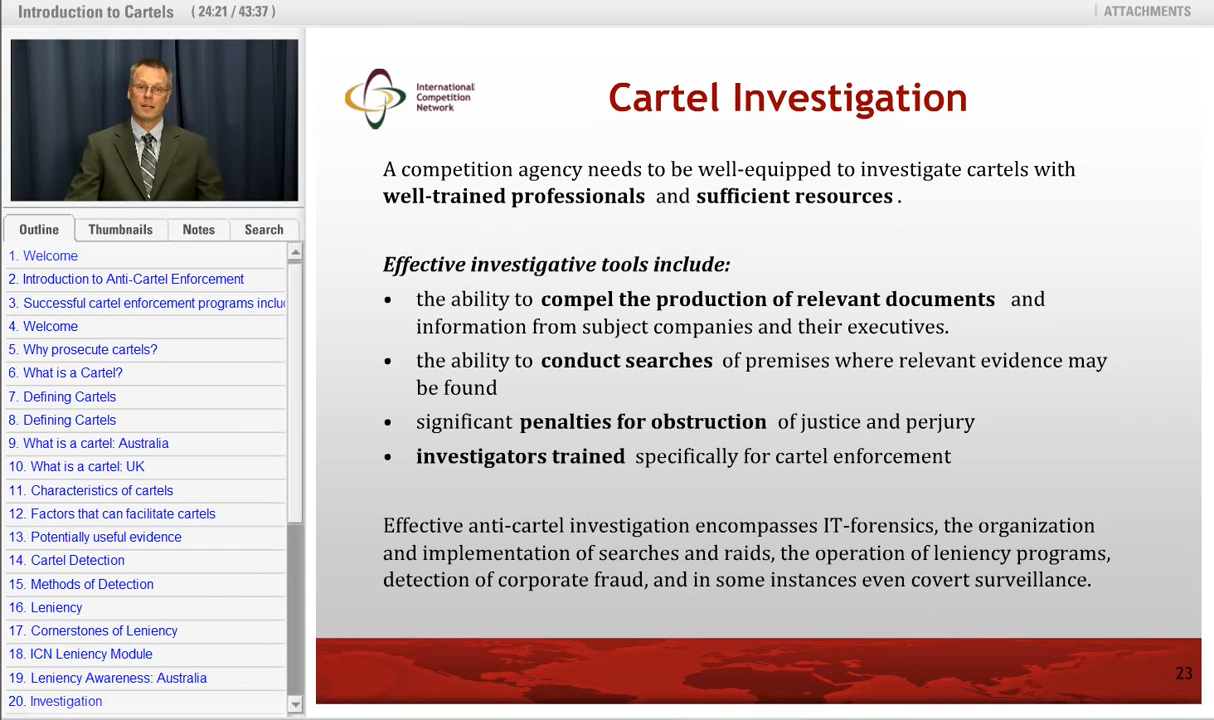 Introduction to Cartels ( 24:21 / 43:37 )
ATTACHMENTS
Outline
Thumbnails
Notes
Search
1. Welcome
2. Introduction to Anti-Cartel Enforcement
3. Successful cartel enforcement programs inclu
4. Welcome
5. Why prosecute cartels?
6. What is a Cartel?
7. Defining Cartels
8. Defining Cartels
9. What is a cartel: Australia
10. What is a cartel: UK
11. Characteristics of cartels
12. Factors that can facilitate cartels
13. Potentially useful evidence
14. Cartel Detection
15. Methods of Detection
16. Leniency
17. Cornerstones of Leniency
18. ICN Leniency Module
19. Leniency Awareness: Australia
20. Investigation
International
Competition
Network
Cartel Investigation
A competition agency needs to be well-equipped to investigate cartels with
well-trained professionals and sufficient resources .
Effective investigative tools include:
• the ability to compel the production of relevant documents and
information from subject companies and their executives.
• the ability to conduct searches of premises where relevant evidence may
be found
• significant penalties for obstruction of justice and perjury
• investigators trained specifically for cartel enforcement
Effective anti-cartel investigation encompasses IT-forensics, the organization
and implementation of searches and raids, the operation of leniency programs,
detection of corporate fraud, and in some instances even covert surveillance.
23